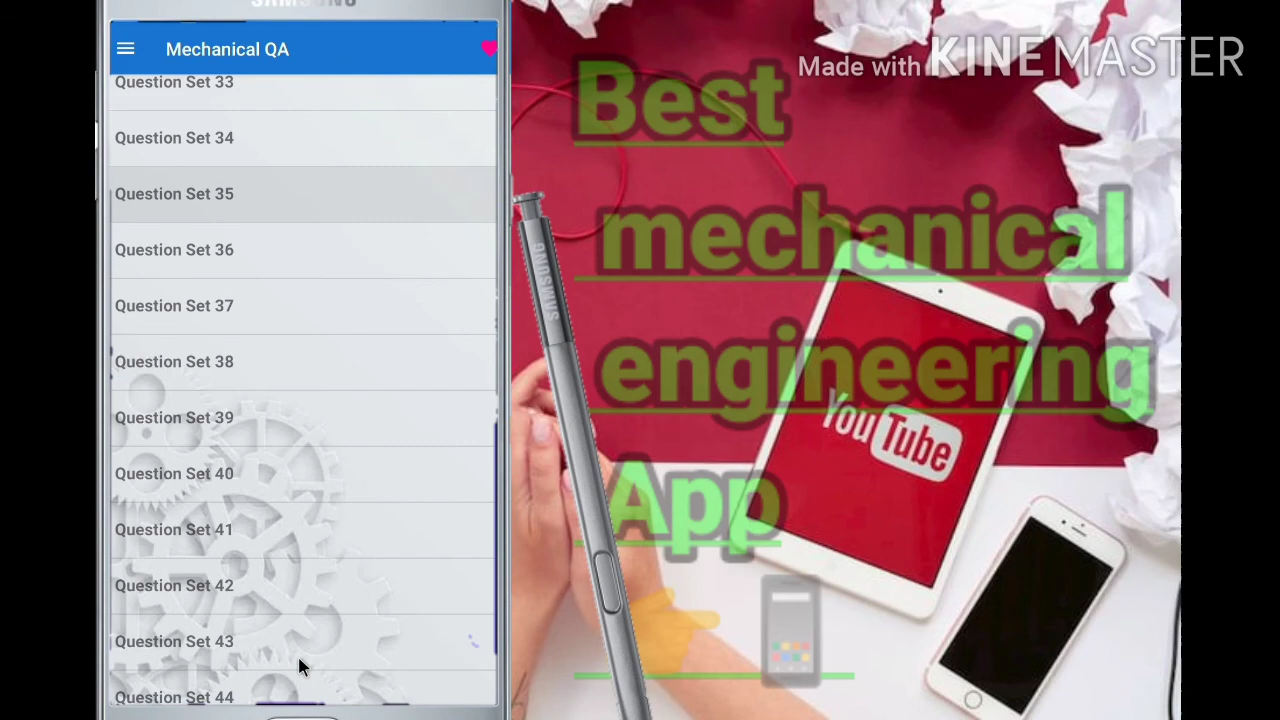 SAMSUNG
Mechanical QA
Question Set 33
Question Set 34
Question Set 35
Question Set 36
Question Set 37
Question Set 38
Question Set 39
Question Set 40
Question Set 41
Question Set 42
Question Set 43
Question Set 44
Made with KINEMASTER
Best
mechanical
engineering
App
SAMSUNG
YouTube